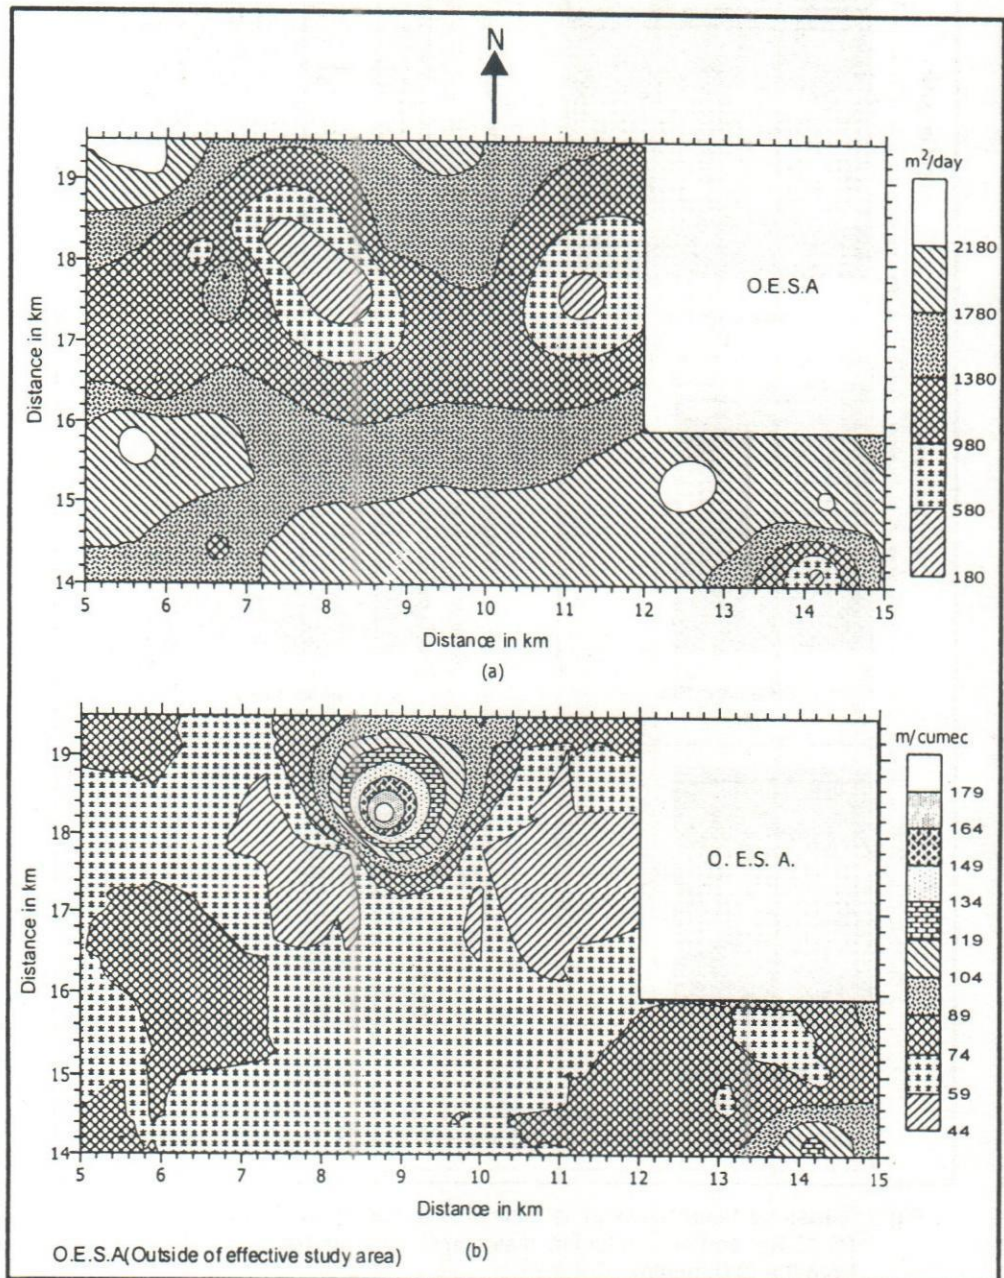 N
m²/day
19
18
17
16
15
14
Distance in km
O.E.S.A
2180
1780
1380
980
580
180
5 6 7 8 9 10 11 12 13 14 15
Distance in km
(a)
m/cumec
19
18
17
16
15
14
Distance in km
O. E.S. A.
179
164
149
134
119
104
89
74
59
44
5 6 7 8 9 10 11 12 13 14 15
Distance in km
O.E.S.A(Outside of effective study area) (b)